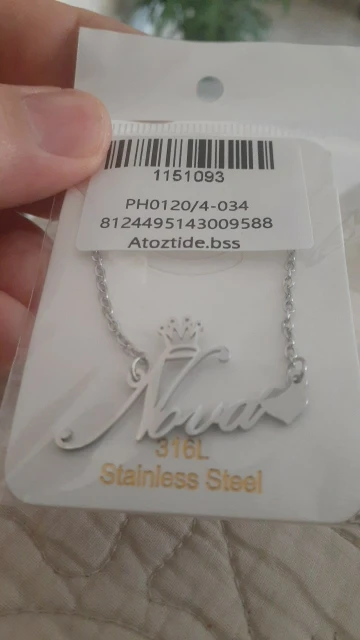 1151093
PH0120/4-034
8124495143009588
Atoztide.bss
Nova
316L
Stainless Steel